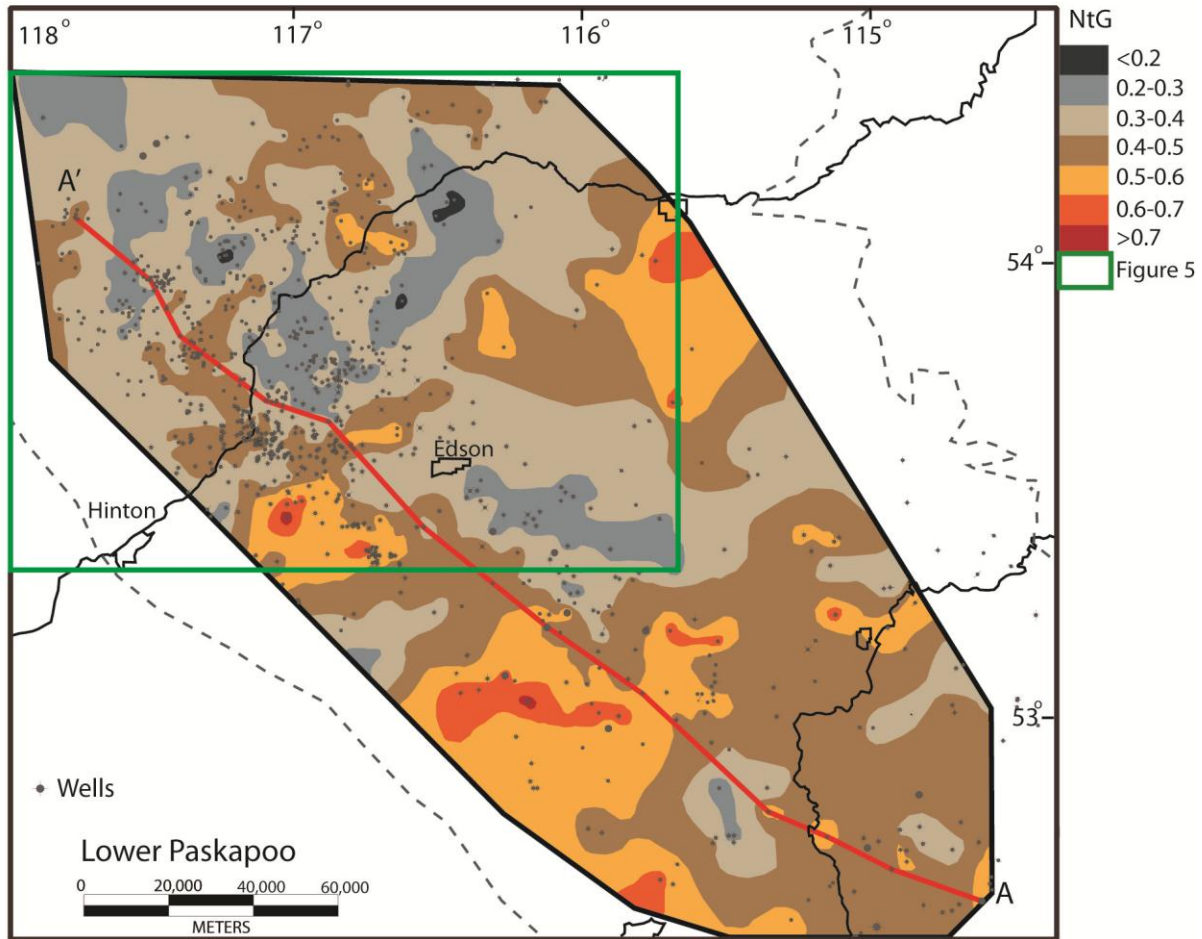 118° 117° 116° 115°
NtG
<0.2
0.2-0.3
0.3-0.4
0.4-0.5
0.5-0.6
0.6-0.7
>0.7
Figure 5
A'
54°
Edson
Hinton
53°
Wells
A
Lower Paskapoo
0 20,000 40,000 60,000
METERS